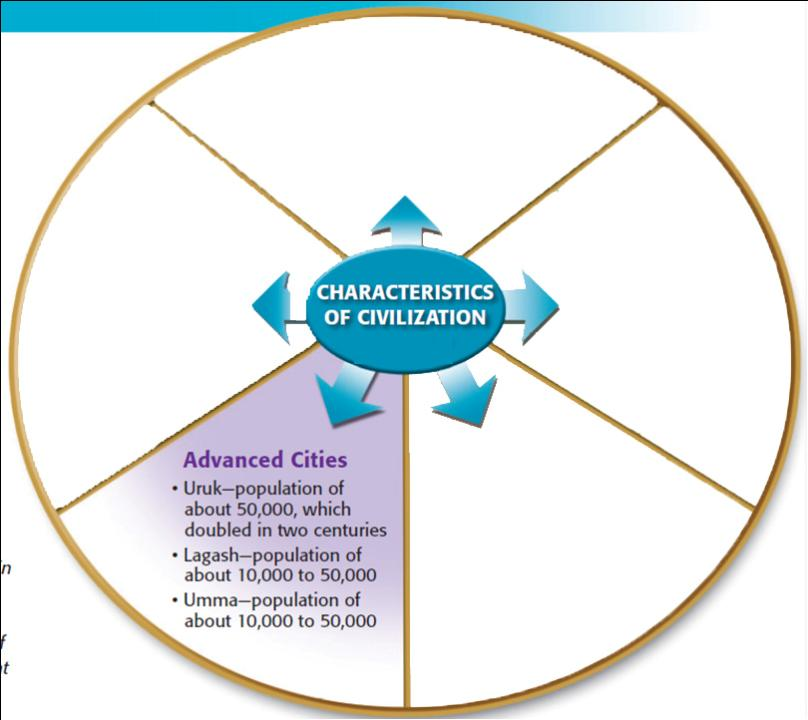 CHARACTERISTICS
OF CIVILIZATION
Advanced Cities
• Uruk—population of
about 50,000, which
doubled in two centuries
• Lagash—population of
about 10,000 to 50,000
• Umma—population of
about 10,000 to 50,000